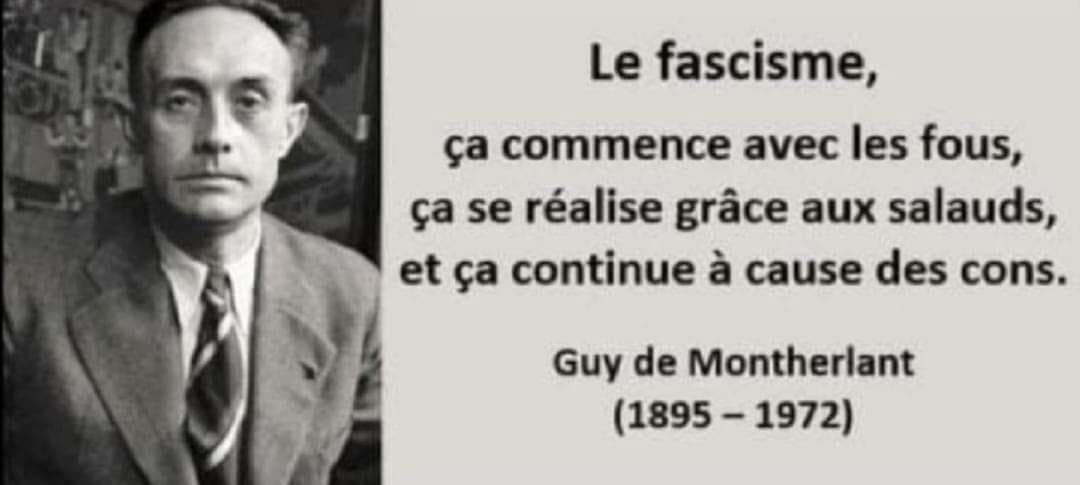 Le fascisme,
ça commence avec les fous,
ça se réalise grâce aux salauds,
et ça continue à cause des cons.
Guy de Montherlant
(1895 – 1972)